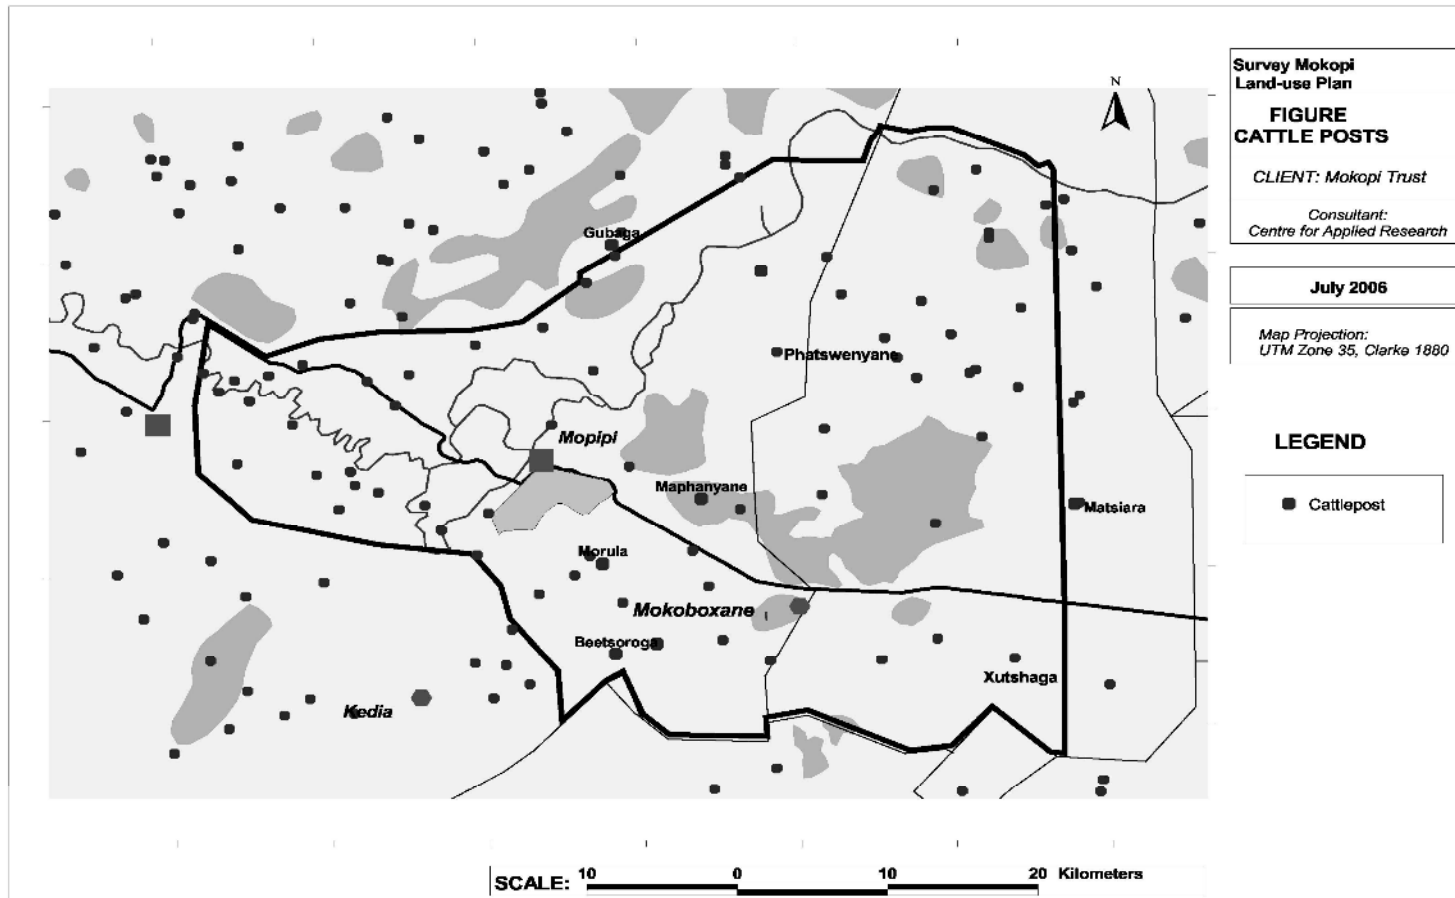 Survey Mokopi
Land-use Plan
FIGURE
CATTLE POSTS
CLIENT: Mokopi Trust
Consultant:
Centre for Applied Research
July 2006
Map Projection:
UTM Zone 35, Clarke 1880
LEGEND
Cattlepost
N
Gubaga
Phatswenyane
Mopipi
Maphanyane
Matsiara
Morula
Mokoboxane
Beetsoroga
Xutshaga
Kedia
SCALE: 10 0 10 20 Kilometers